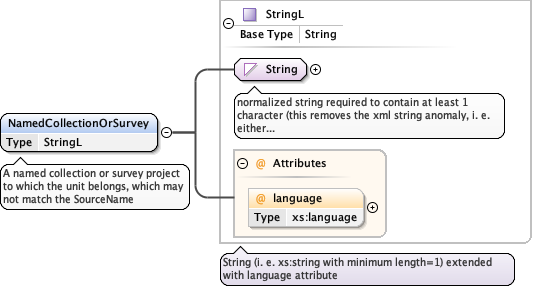 StringL
Base Type String
String
normalized string required to contain at least 1
character (this removes the xml string anomaly, i. e.
either...
NamedCollectionOrSurvey
Type StringL
A named collection or survey project
to which the unit belongs, which may
not match the SourceName
@ Attributes
@ language
Type xs:language
String (i. e. xs:string with minimum length=1) extended
with language attribute